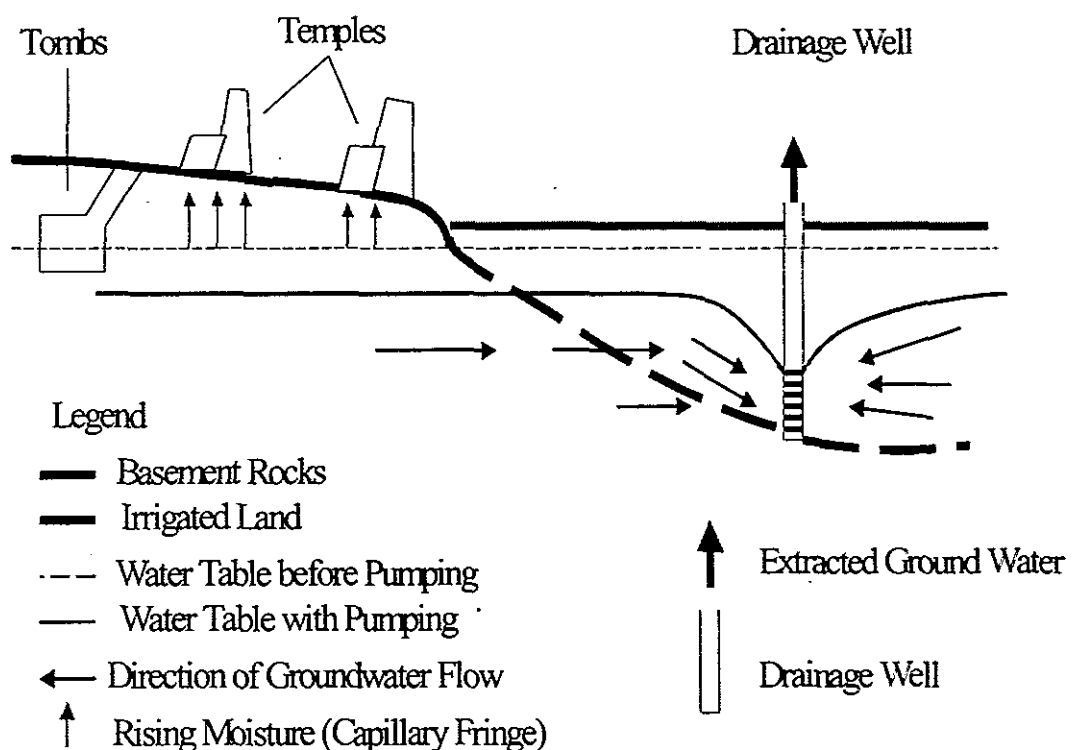 Tombs
Temples
Drainage Well
Legend
Basement Rocks
Irrigated Land
Water Table before Pumping
Water Table with Pumping
Direction of Groundwater Flow
Rising Moisture (Capillary Fringe)
Extracted Ground Water
Drainage Well